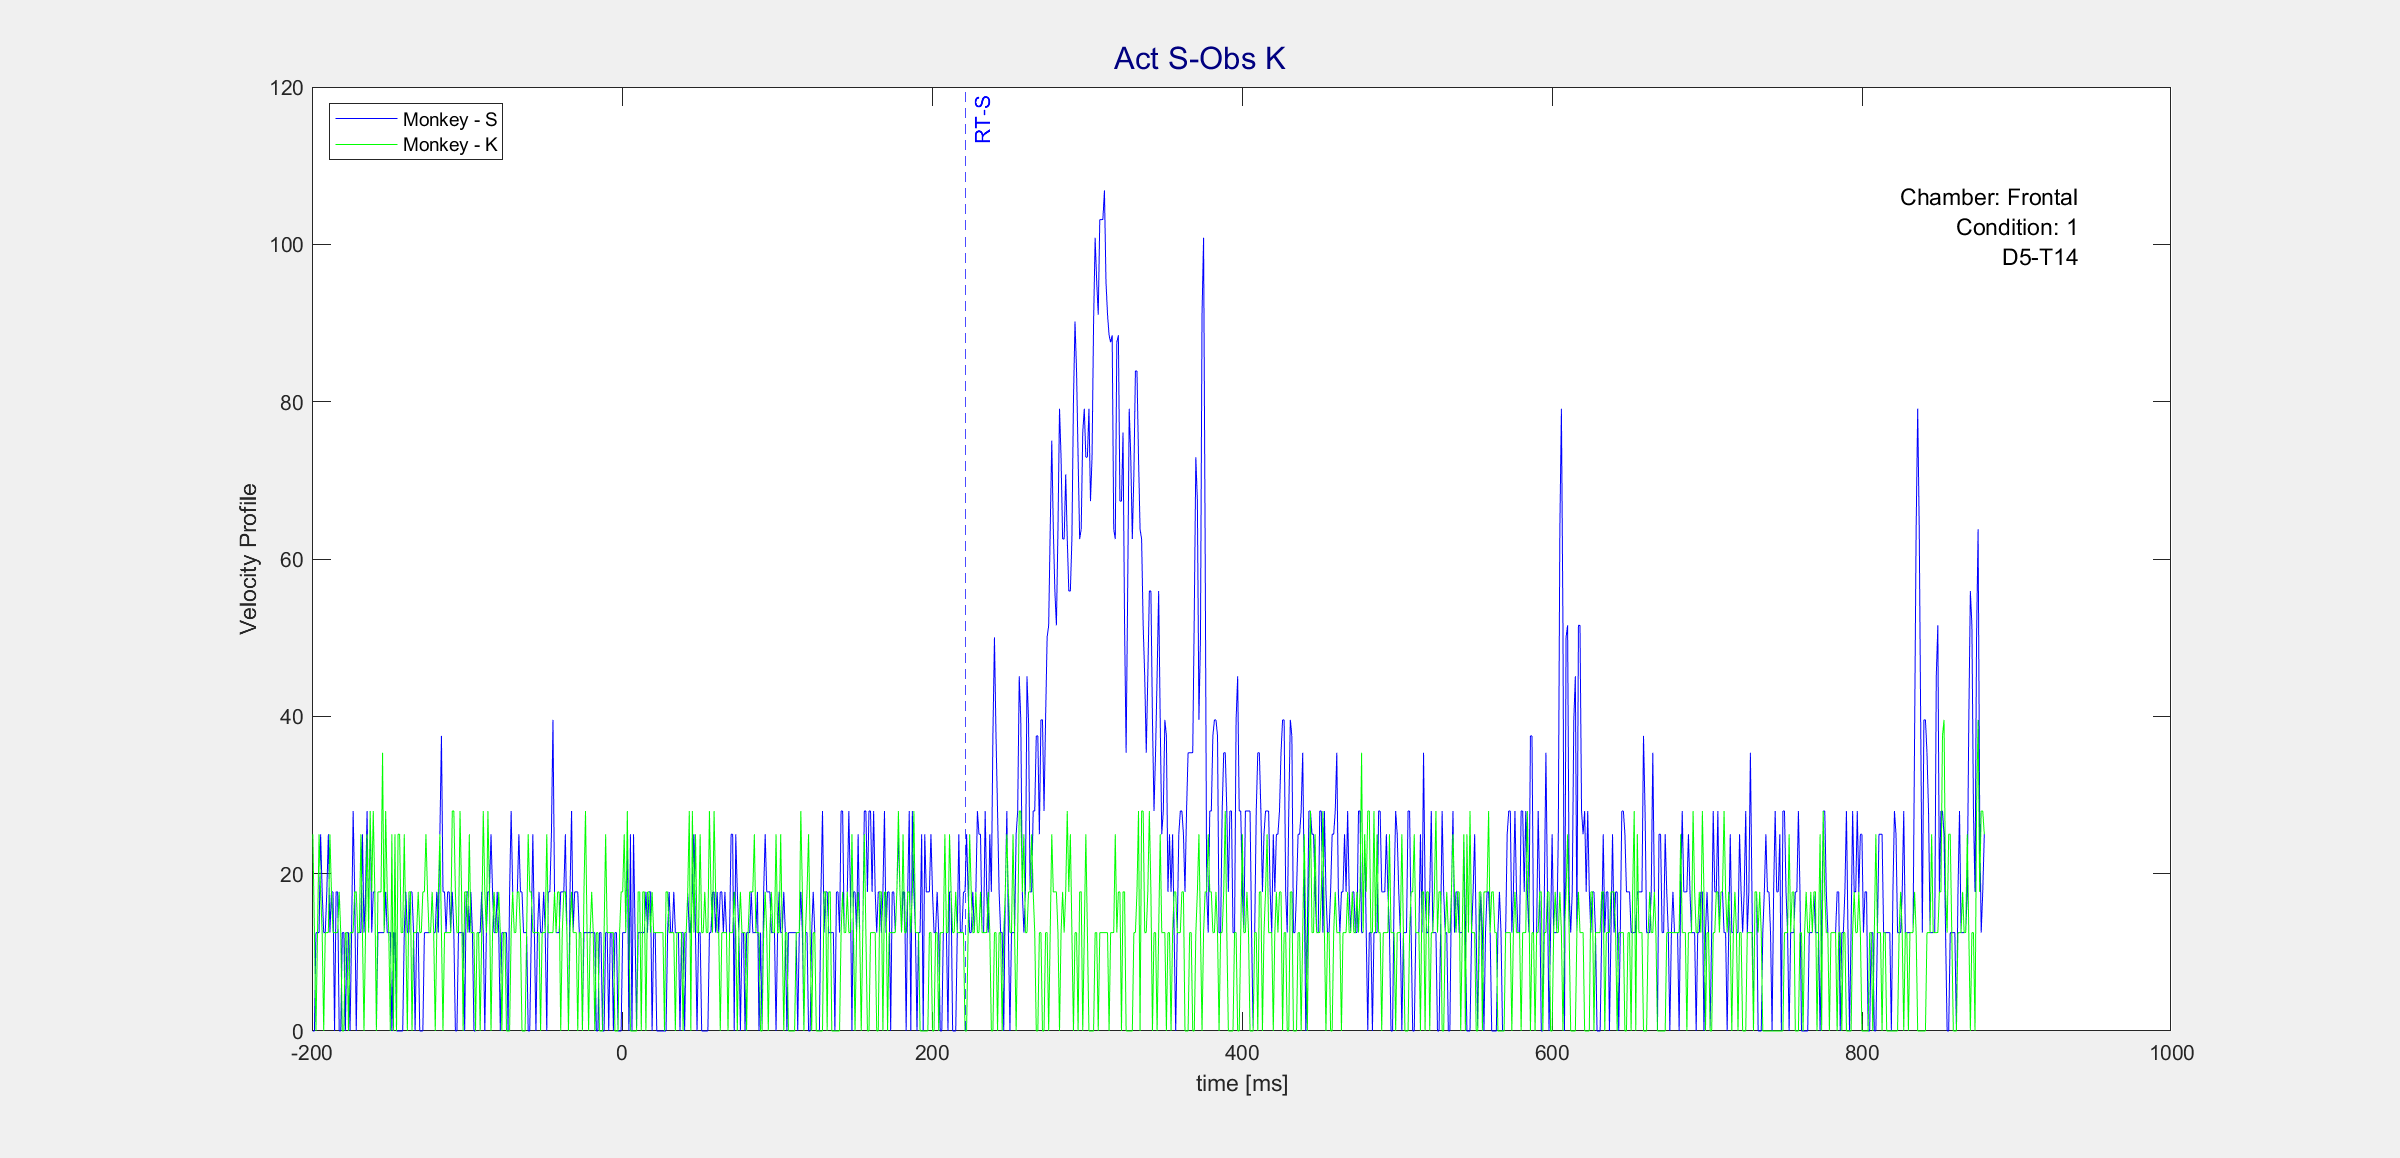 Act S-Obs K
120
100
80
60
40
20
0
Velocity Profile
Monkey - S
Monkey - K
RT-S
Chamber: Frontal
Condition: 1
D5-T14
-200
0
200
400
600
800
1000
time [ms]